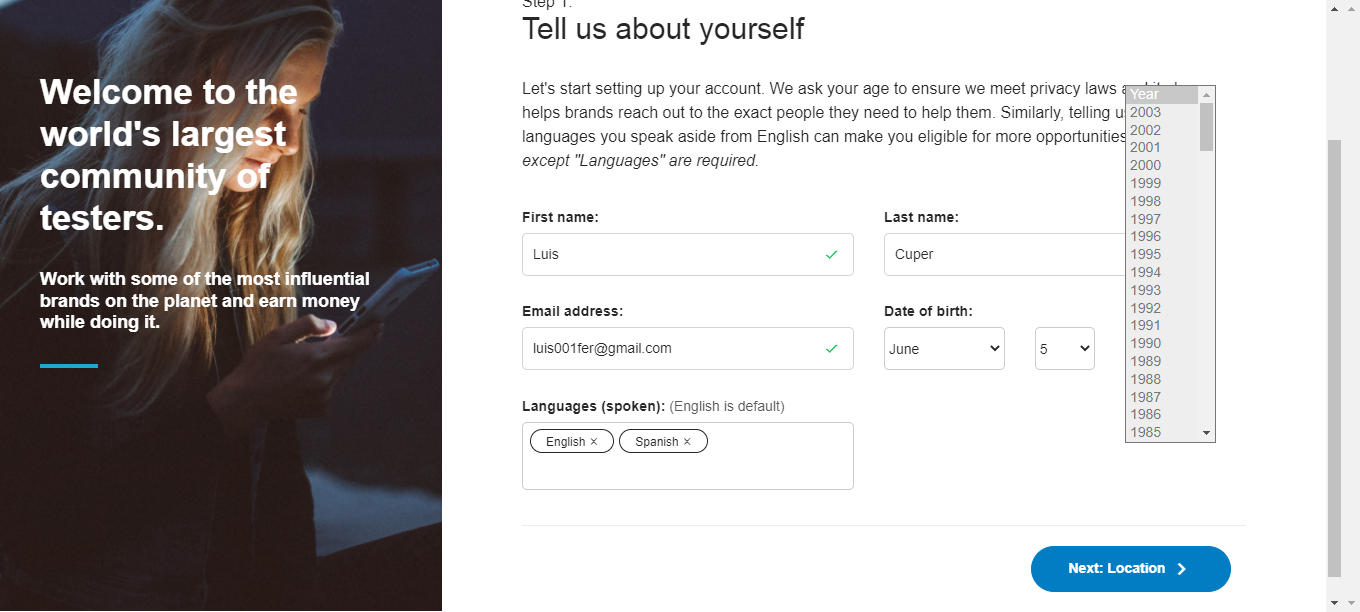 Welcome to the
world's largest
community of
testers.
Work with some of the most influential
brands on the planet and earn money
while doing it.
Step 1:
Tell us about yourself
Let's start setting up your account. We ask your age to ensure we meet privacy laws
helps brands reach out to the exact people they need to help them. Similarly, telling
languages you speak aside from English can make you eligible for more opportunities
except "Languages" are required.
First name:
Luis
Last name:
Cuper
Email address:
luis001fer@gmail.com
Date of birth:
June
5
Year
2003
2002
2001
2000
1999
1998
1997
1996
1995
1994
1993
1992
1991
1990
1989
1988
1987
1986
1985
Languages (spoken): (English is default)
English ×
Spanish ×
Next: Location